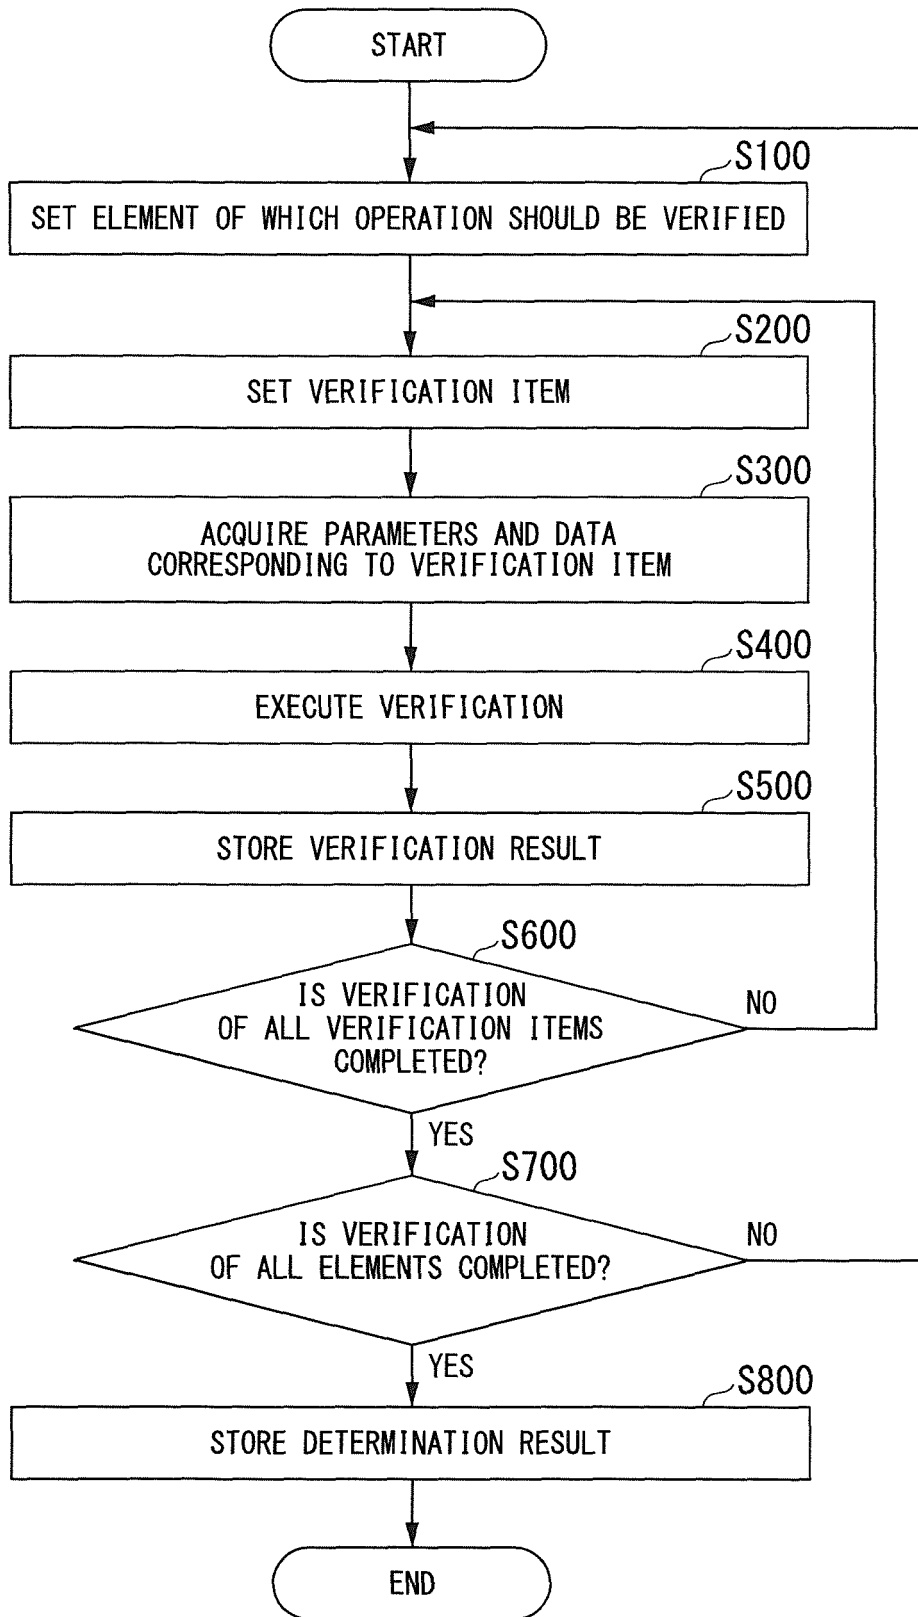 START
S100
SET ELEMENT OF WHICH OPERATION SHOULD BE VERIFIED
S200
SET VERIFICATION ITEM
S300
ACQUIRE PARAMETERS AND DATA
CORRESPONDING TO VERIFICATION ITEM
S400
EXECUTE VERIFICATION
S500
STORE VERIFICATION RESULT
S600
IS VERIFICATION
OF ALL VERIFICATION ITEMS
COMPLETED?
NO
YES
S700
IS VERIFICATION
OF ALL ELEMENTS COMPLETED?
NO
YES
S800
STORE DETERMINATION RESULT
END